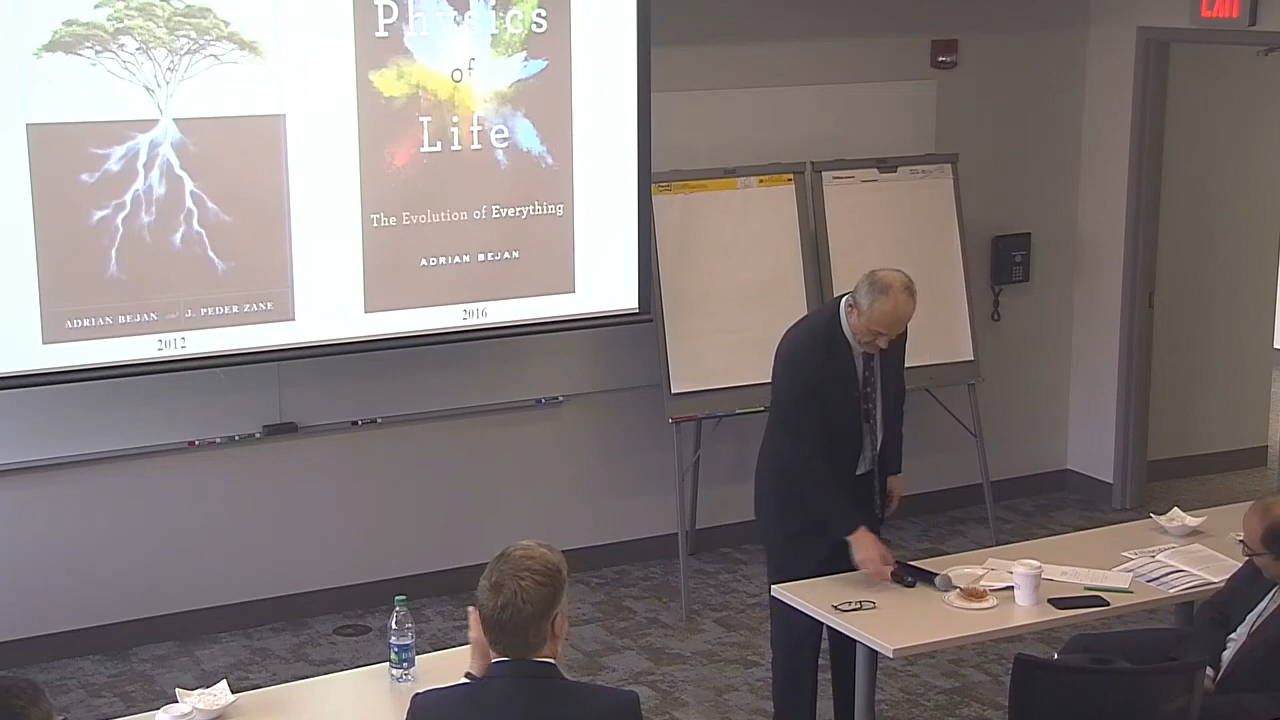 Physics
of
Life
The Evolution of Everything
ADRIAN BEJAN
2016
ADRIAN BEJAN and J. PEDER ZANE
2012
EXIT